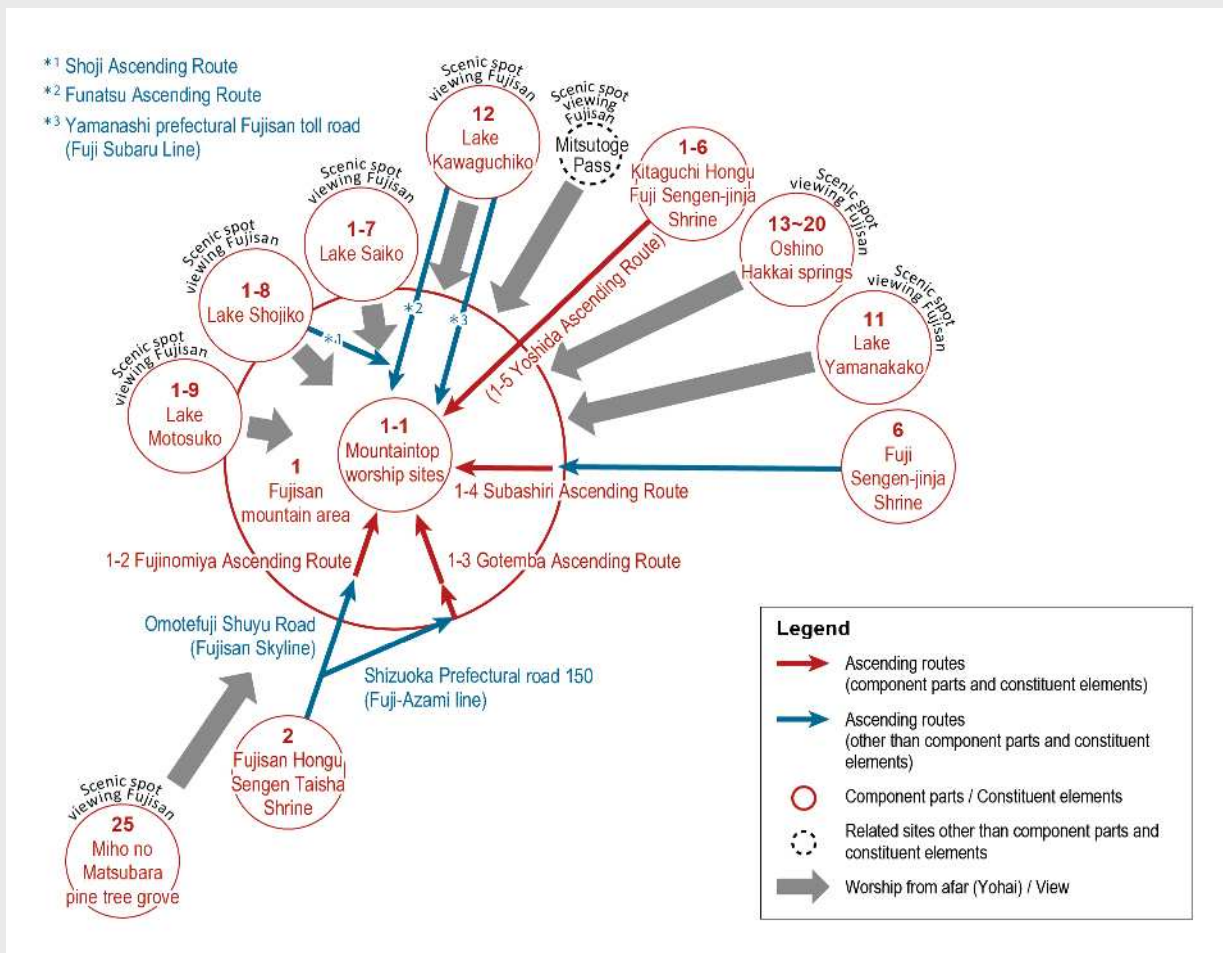 *1 Shoji Ascending Route
*2 Funatsu Ascending Route
*3 Yamanashi prefectural Fujisan toll road
(Fuji Subaru Line)
Scenic spot
viewing Fujisan
12
Lake
Kawaguchiko
Scenic spot
viewing
Fujisan
Mitsutoge
Pass
1-6
Kitaguchi Hongu
Fuji Sengen-jinja
Shrine
Scenic spot
viewing Fujisan
1-7
Lake Saiko
Scenic spot
viewing Fujisan
13~20
Oshino
Hakkai springs
Scenic spot
viewing Fujisan
1-8
Lake Shojiko
Scenic spot
viewing Fujisan
11
Lake
Yamanakako
*1
*2
*3
(1-5 Yoshida Ascending Route)
Scenic spot
viewing Fujisan
1-9
Lake
Motosuko
1-1
Mountaintop
worship sites
1
Fujisan
mountain area
6
Fuji
Sengen-jinja
Shrine
1-4 Subashiri Ascending Route
1-2 Fujinomiya Ascending Route
1-3 Gotemba Ascending Route
Omotefuji Shuyu Road
(Fujisan Skyline)
Shizuoka Prefectural road 150
(Fuji-Azami line)
2
Fujisan Hongu
Sengen Taisha
Shrine
Scenic spot
viewing Fujisan
25
Miho no
Matsubara
pine tree grove
Legend
Ascending routes
(component parts and constituent elements)
Ascending routes
(other than component parts and constituent
elements)
Component parts / Constituent elements
Related sites other than component parts and
constituent elements
Worship from afar (Yohai) / View